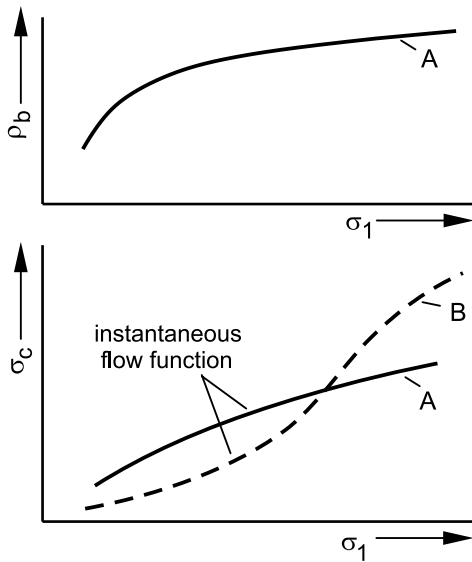 ρb
A
σ1
σc
instantaneous
flow function
B
A
σ1